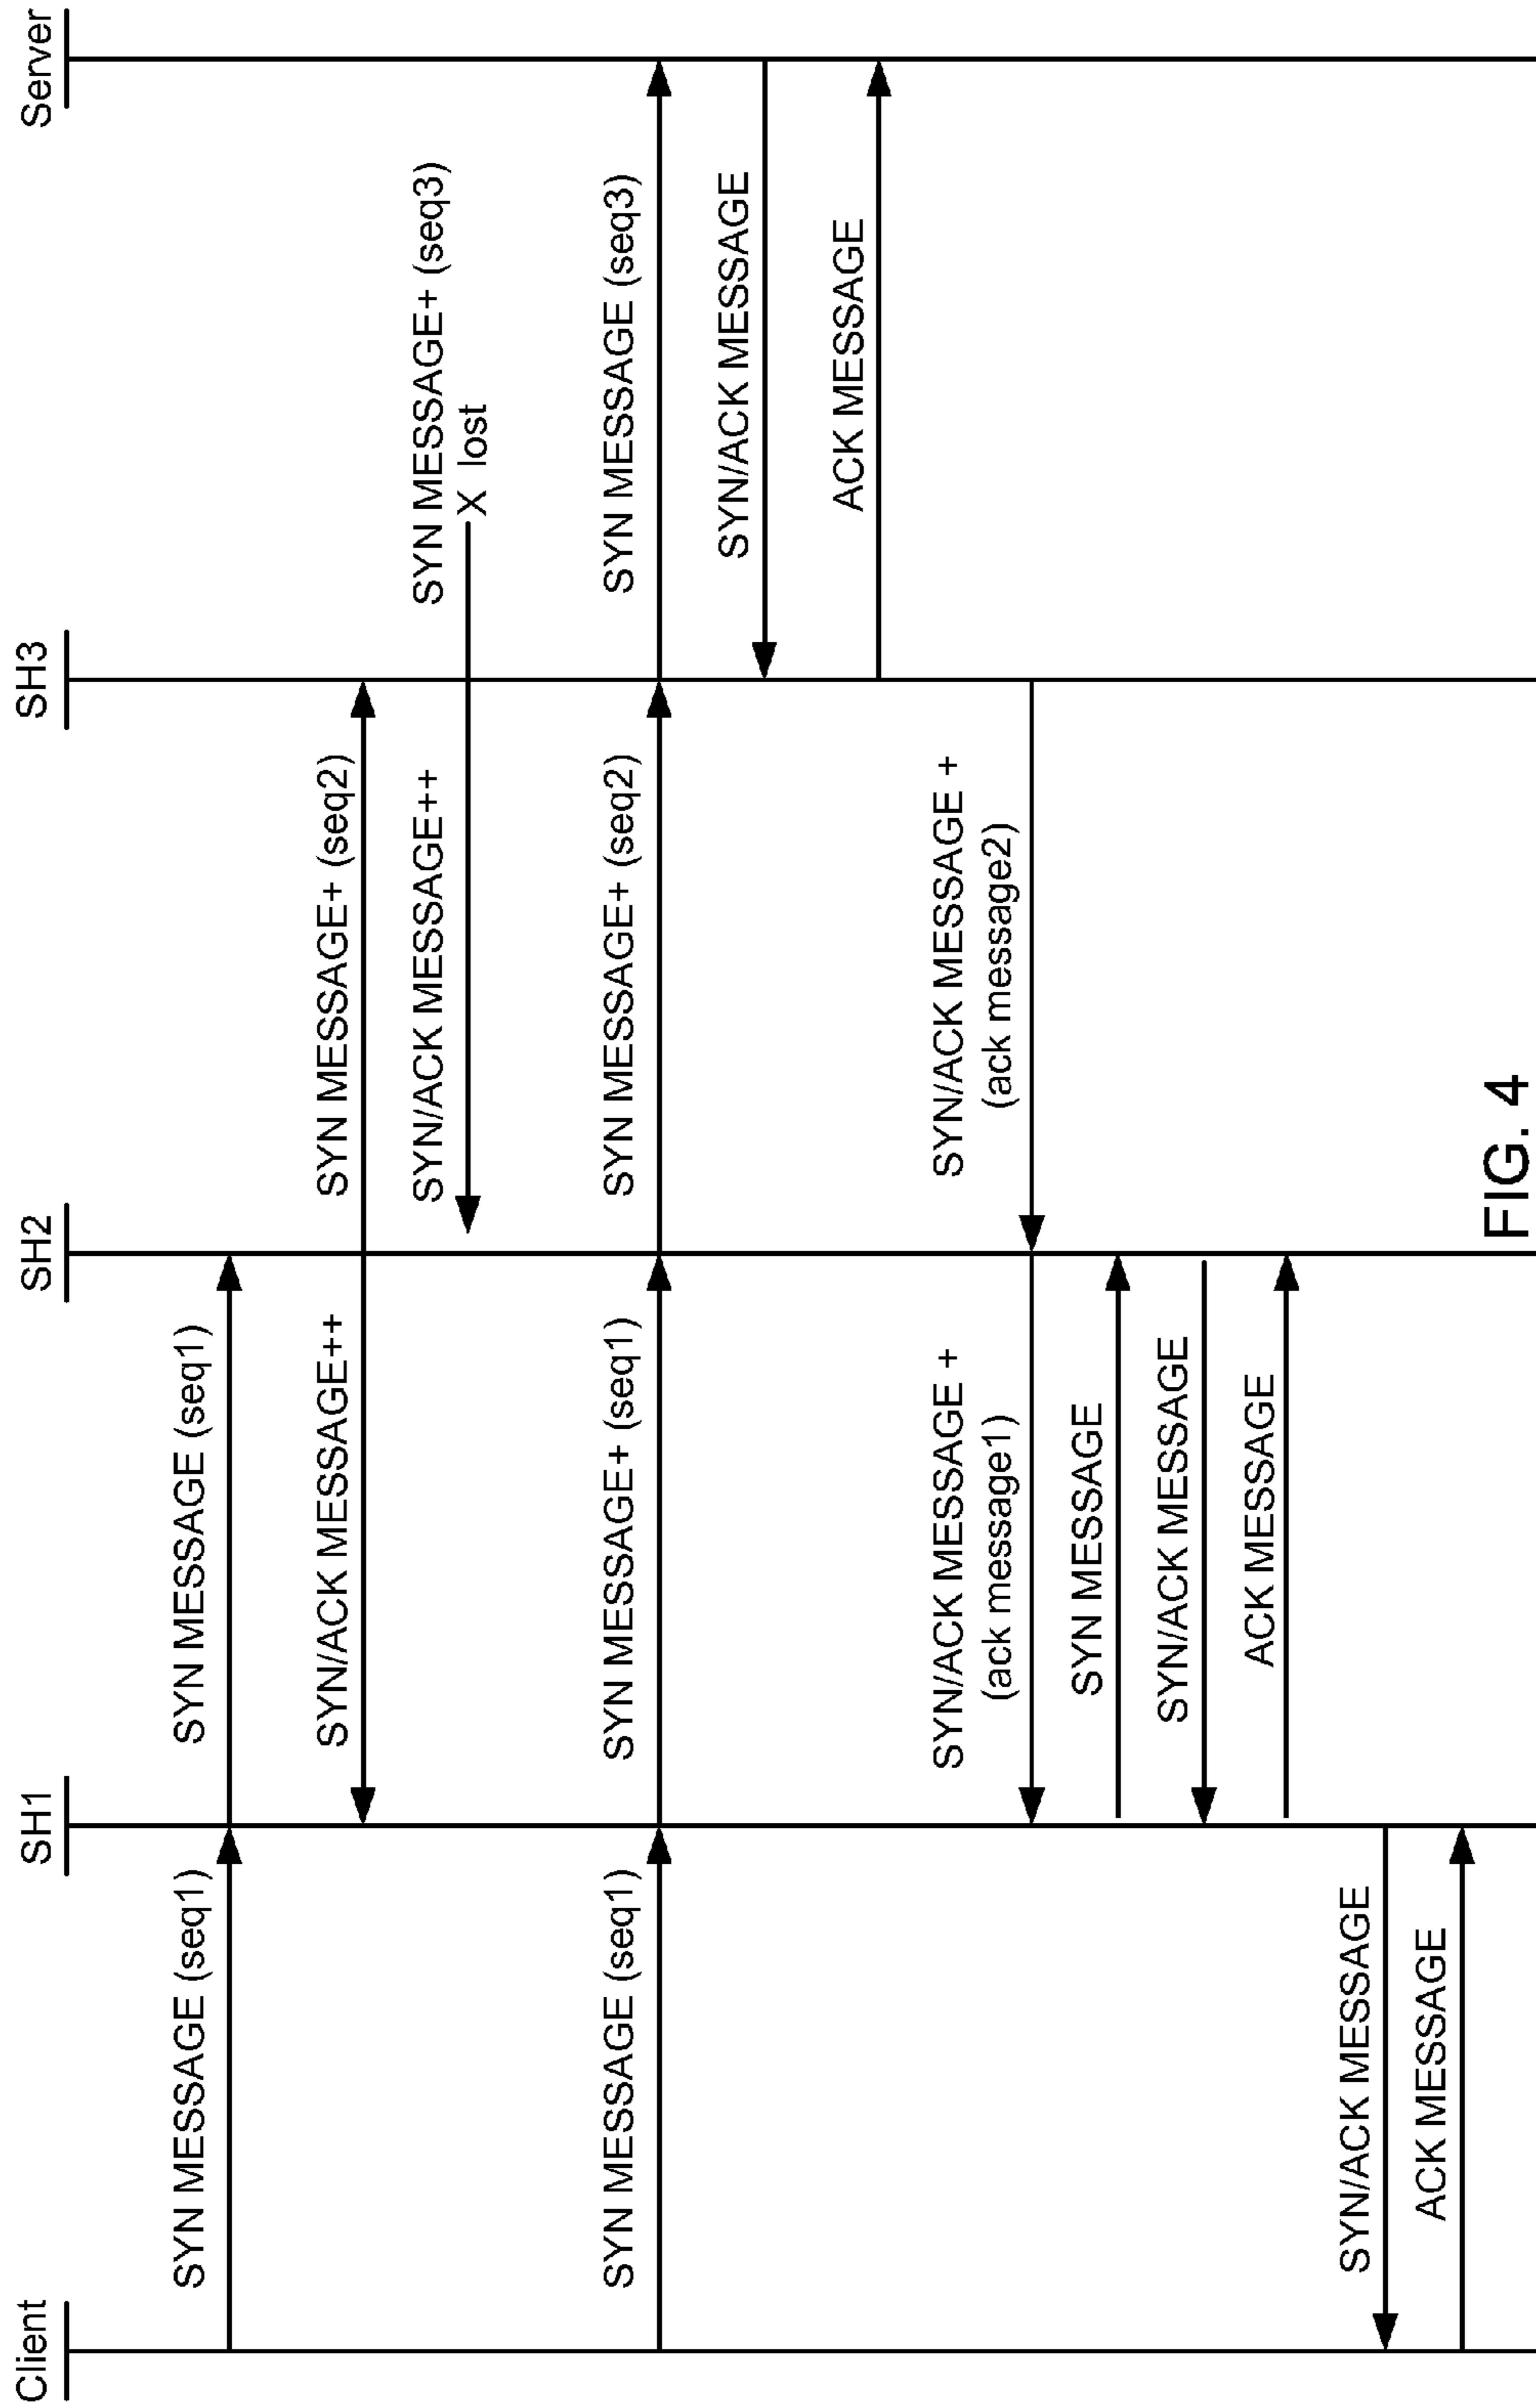 Client
SH1
SH2
SH3
Server
SYN MESSAGE (seq1)
SYN MESSAGE (seq1)
SYN/ACK MESSAGE++
SYN MESSAGE+ (seq2)
SYN/ACK MESSAGE++
SYN MESSAGE+ (seq3)
X lost
SYN MESSAGE (seq1)
SYN MESSAGE+ (seq1)
SYN MESSAGE+ (seq2)
SYN MESSAGE (seq3)
SYN/ACK MESSAGE
ACK MESSAGE
SYN/ACK MESSAGE +
(ack message1)
SYN/ACK MESSAGE +
(ack message2)
SYN MESSAGE
SYN/ACK MESSAGE
ACK MESSAGE
SYN/ACK MESSAGE
ACK MESSAGE
FIG. 4